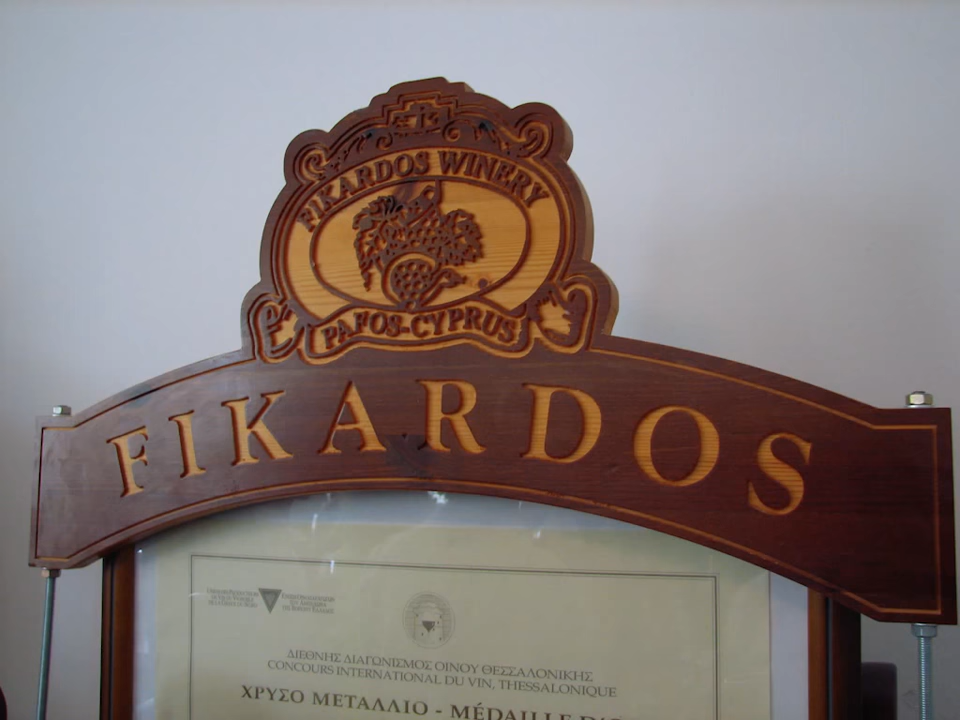 FIKARDOS WINERY
PAFOS-CYPRUS
FIKARDOS
ΔΙΕΘΝΗΣ ΔΙΑΓΩΝΙΣΜΟΣ ΟΙΝΟΥ ΘΕΣΣΑΛΟΝΙΚΗΣ
CONCOURS INTERNATIONAL DU VIN, THESSALONIQUE
ΧΡΥΣΟ ΜΕΤΑΛΛΙΟ - MÉDAILLE D'O